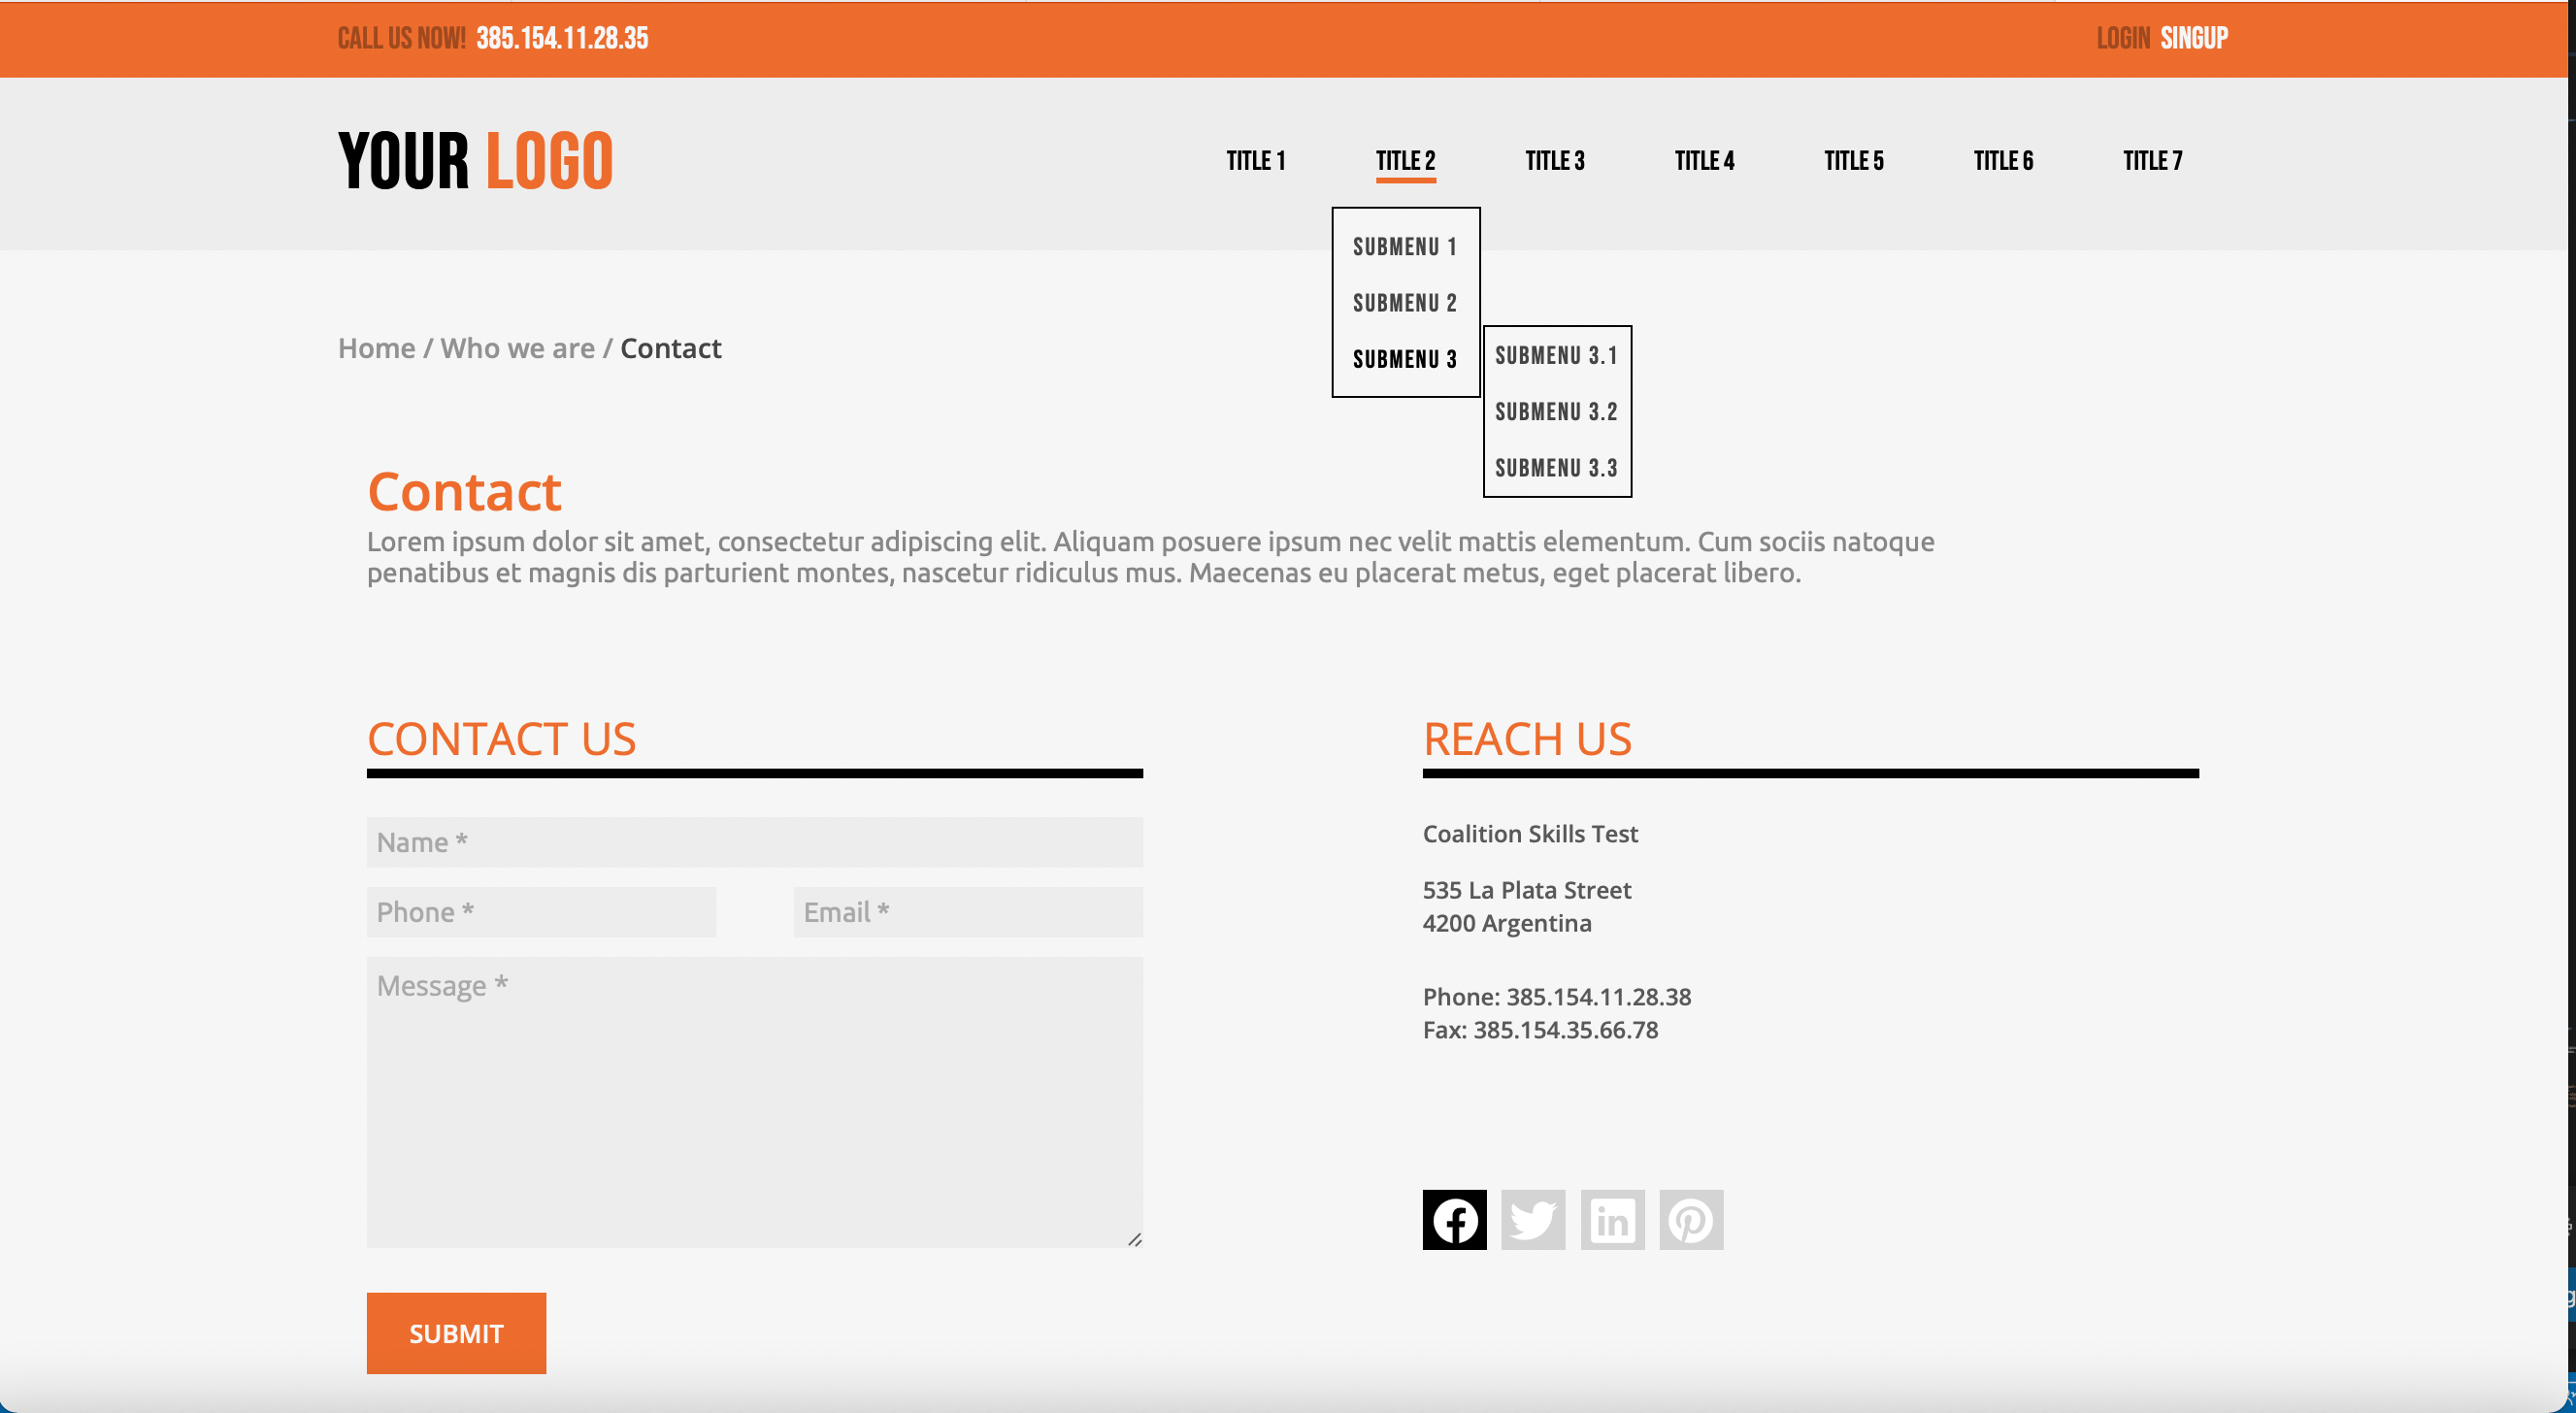 CALL US NOW! 385.154.11.28.35
LOGIN SINGUP
YOUR LOGO
TITLE 1 TITLE 2 TITLE 3 TITLE 4 TITLE 5 TITLE 6 TITLE 7
SUBMENU 1
SUBMENU 2
SUBMENU 3
SUBMENU 3.1
SUBMENU 3.2
SUBMENU 3.3
Home / Who we are / Contact
Contact
Lorem ipsum dolor sit amet, consectetur adipiscing elit. Aliquam posuere ipsum nec velit mattis elementum. Cum sociis natoque
penatibus et magnis dis parturient montes, nascetur ridiculus mus. Maecenas eu placerat metus, eget placerat libero.
CONTACT US
Name *
Phone *
Email *
Message *
SUBMIT
REACH US
Coalition Skills Test
535 La Plata Street
4200 Argentina
Phone: 385.154.11.28.38
Fax: 385.154.35.66.78